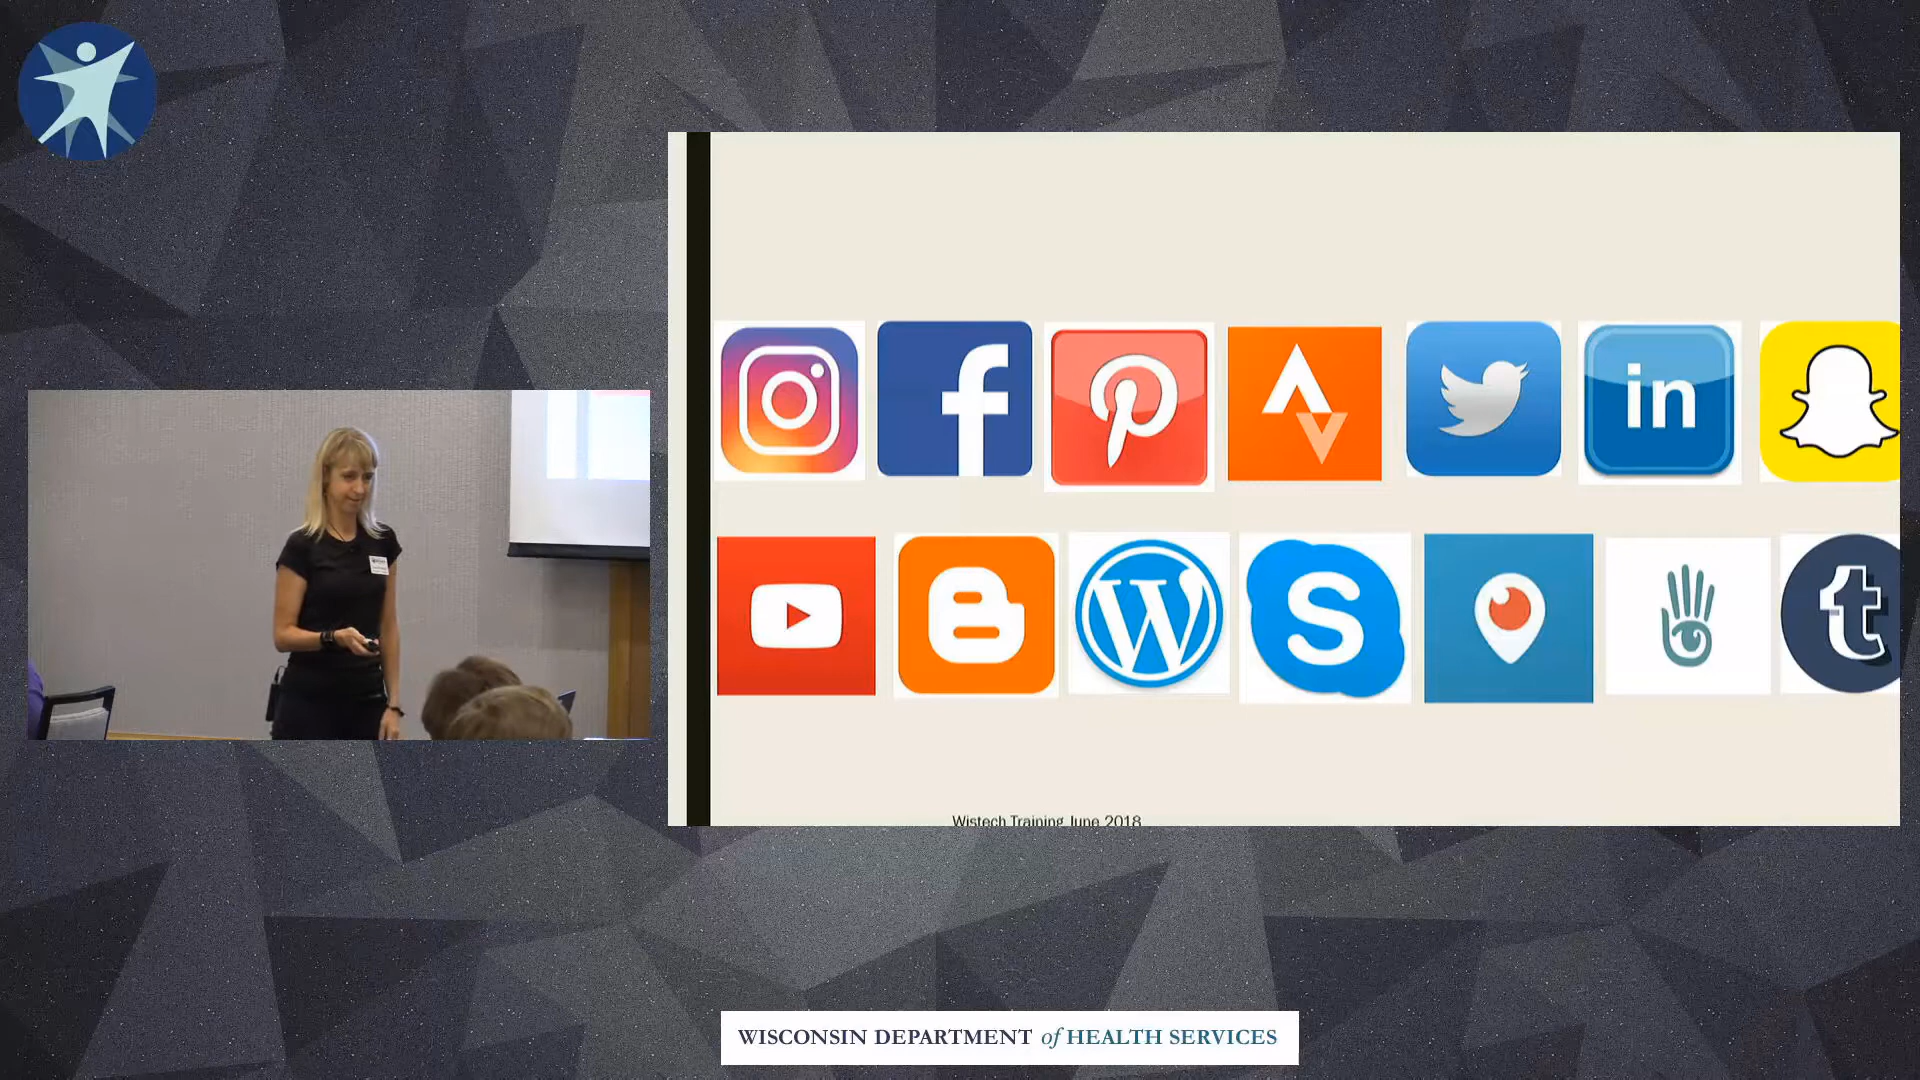 in
Wistech Training June 2018
WISCONSIN DEPARTMENT of HEALTH SERVICES